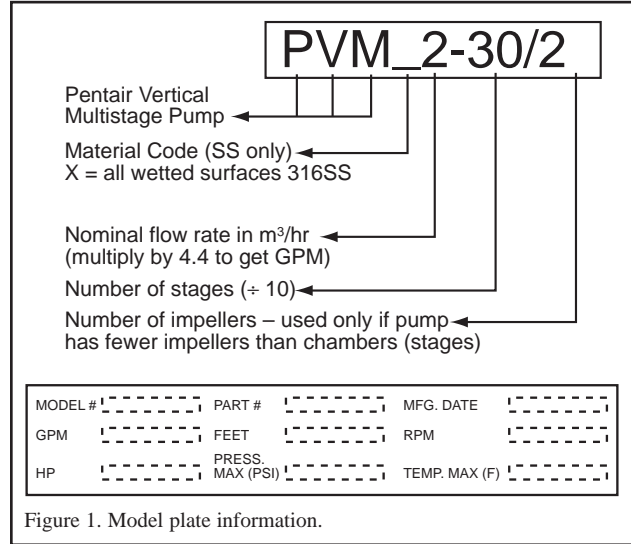 PVM_2-30/2
Pentair Vertical
Multistage Pump
Material Code (SS only)
X = all wetted surfaces 316SS
Nominal flow rate in m³/hr
(multiply by 4.4 to get GPM)
Number of stages (÷ 10)
Number of impellers – used only if pump
has fewer impellers than chambers (stages)
MODEL # PART # MFG. DATE
GPM FEET RPM
HP PRESS. MAX (PSI) TEMP. MAX (F)
Figure 1. Model plate information.